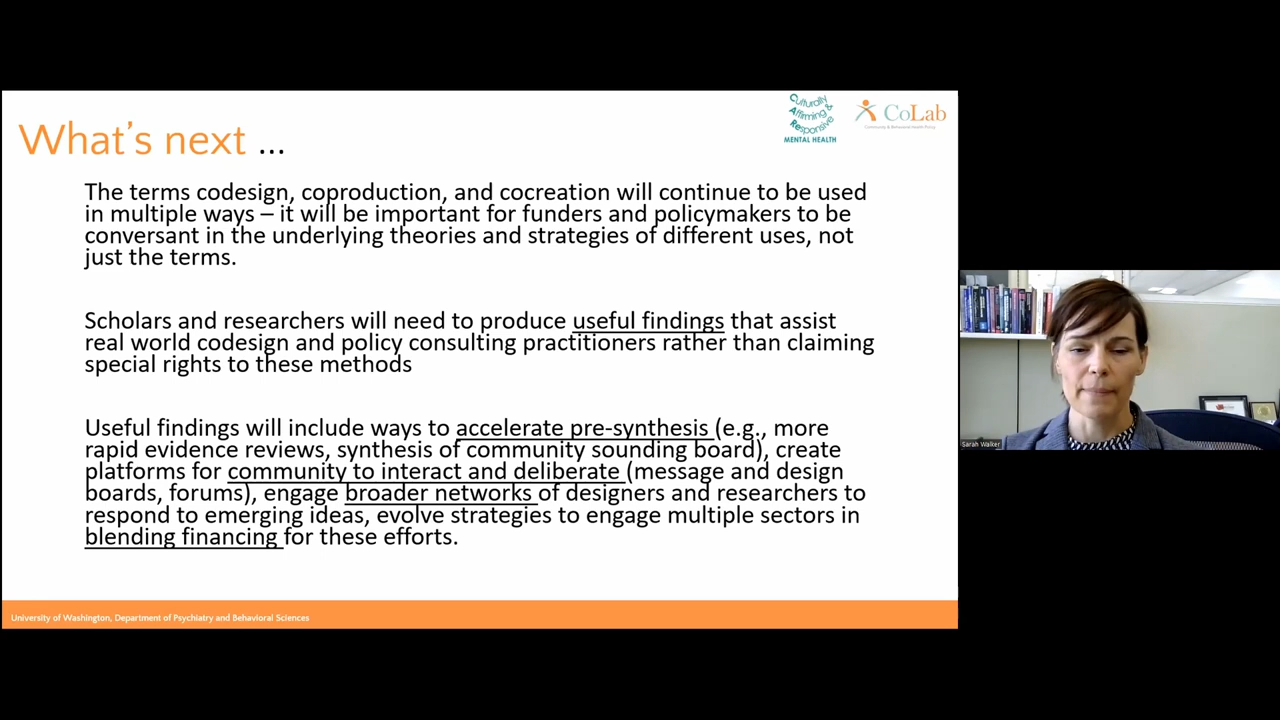 What's next ...
Culturally
Affirming &
Responsive
MENTAL HEALTH
CoLab
Community & Behavioral Health Policy
The terms codesign, coproduction, and cocreation will continue to be used
in multiple ways – it will be important for funders and policymakers to be
conversant in the underlying theories and strategies of different uses, not
just the terms.
Scholars and researchers will need to produce useful findings that assist
real world codesign and policy consulting practitioners rather than claiming
special rights to these methods
Useful findings will include ways to accelerate pre-synthesis (e.g., more
rapid evidence reviews, synthesis of community sounding board), create
platforms for community to interact and deliberate (message and design
boards, forums), engage broader networks of designers and researchers to
respond to emerging ideas, evolve strategies to engage multiple sectors in
blending financing for these efforts.
University of Washington, Department of Psychiatry and Behavioral Sciences
Sarah Walker